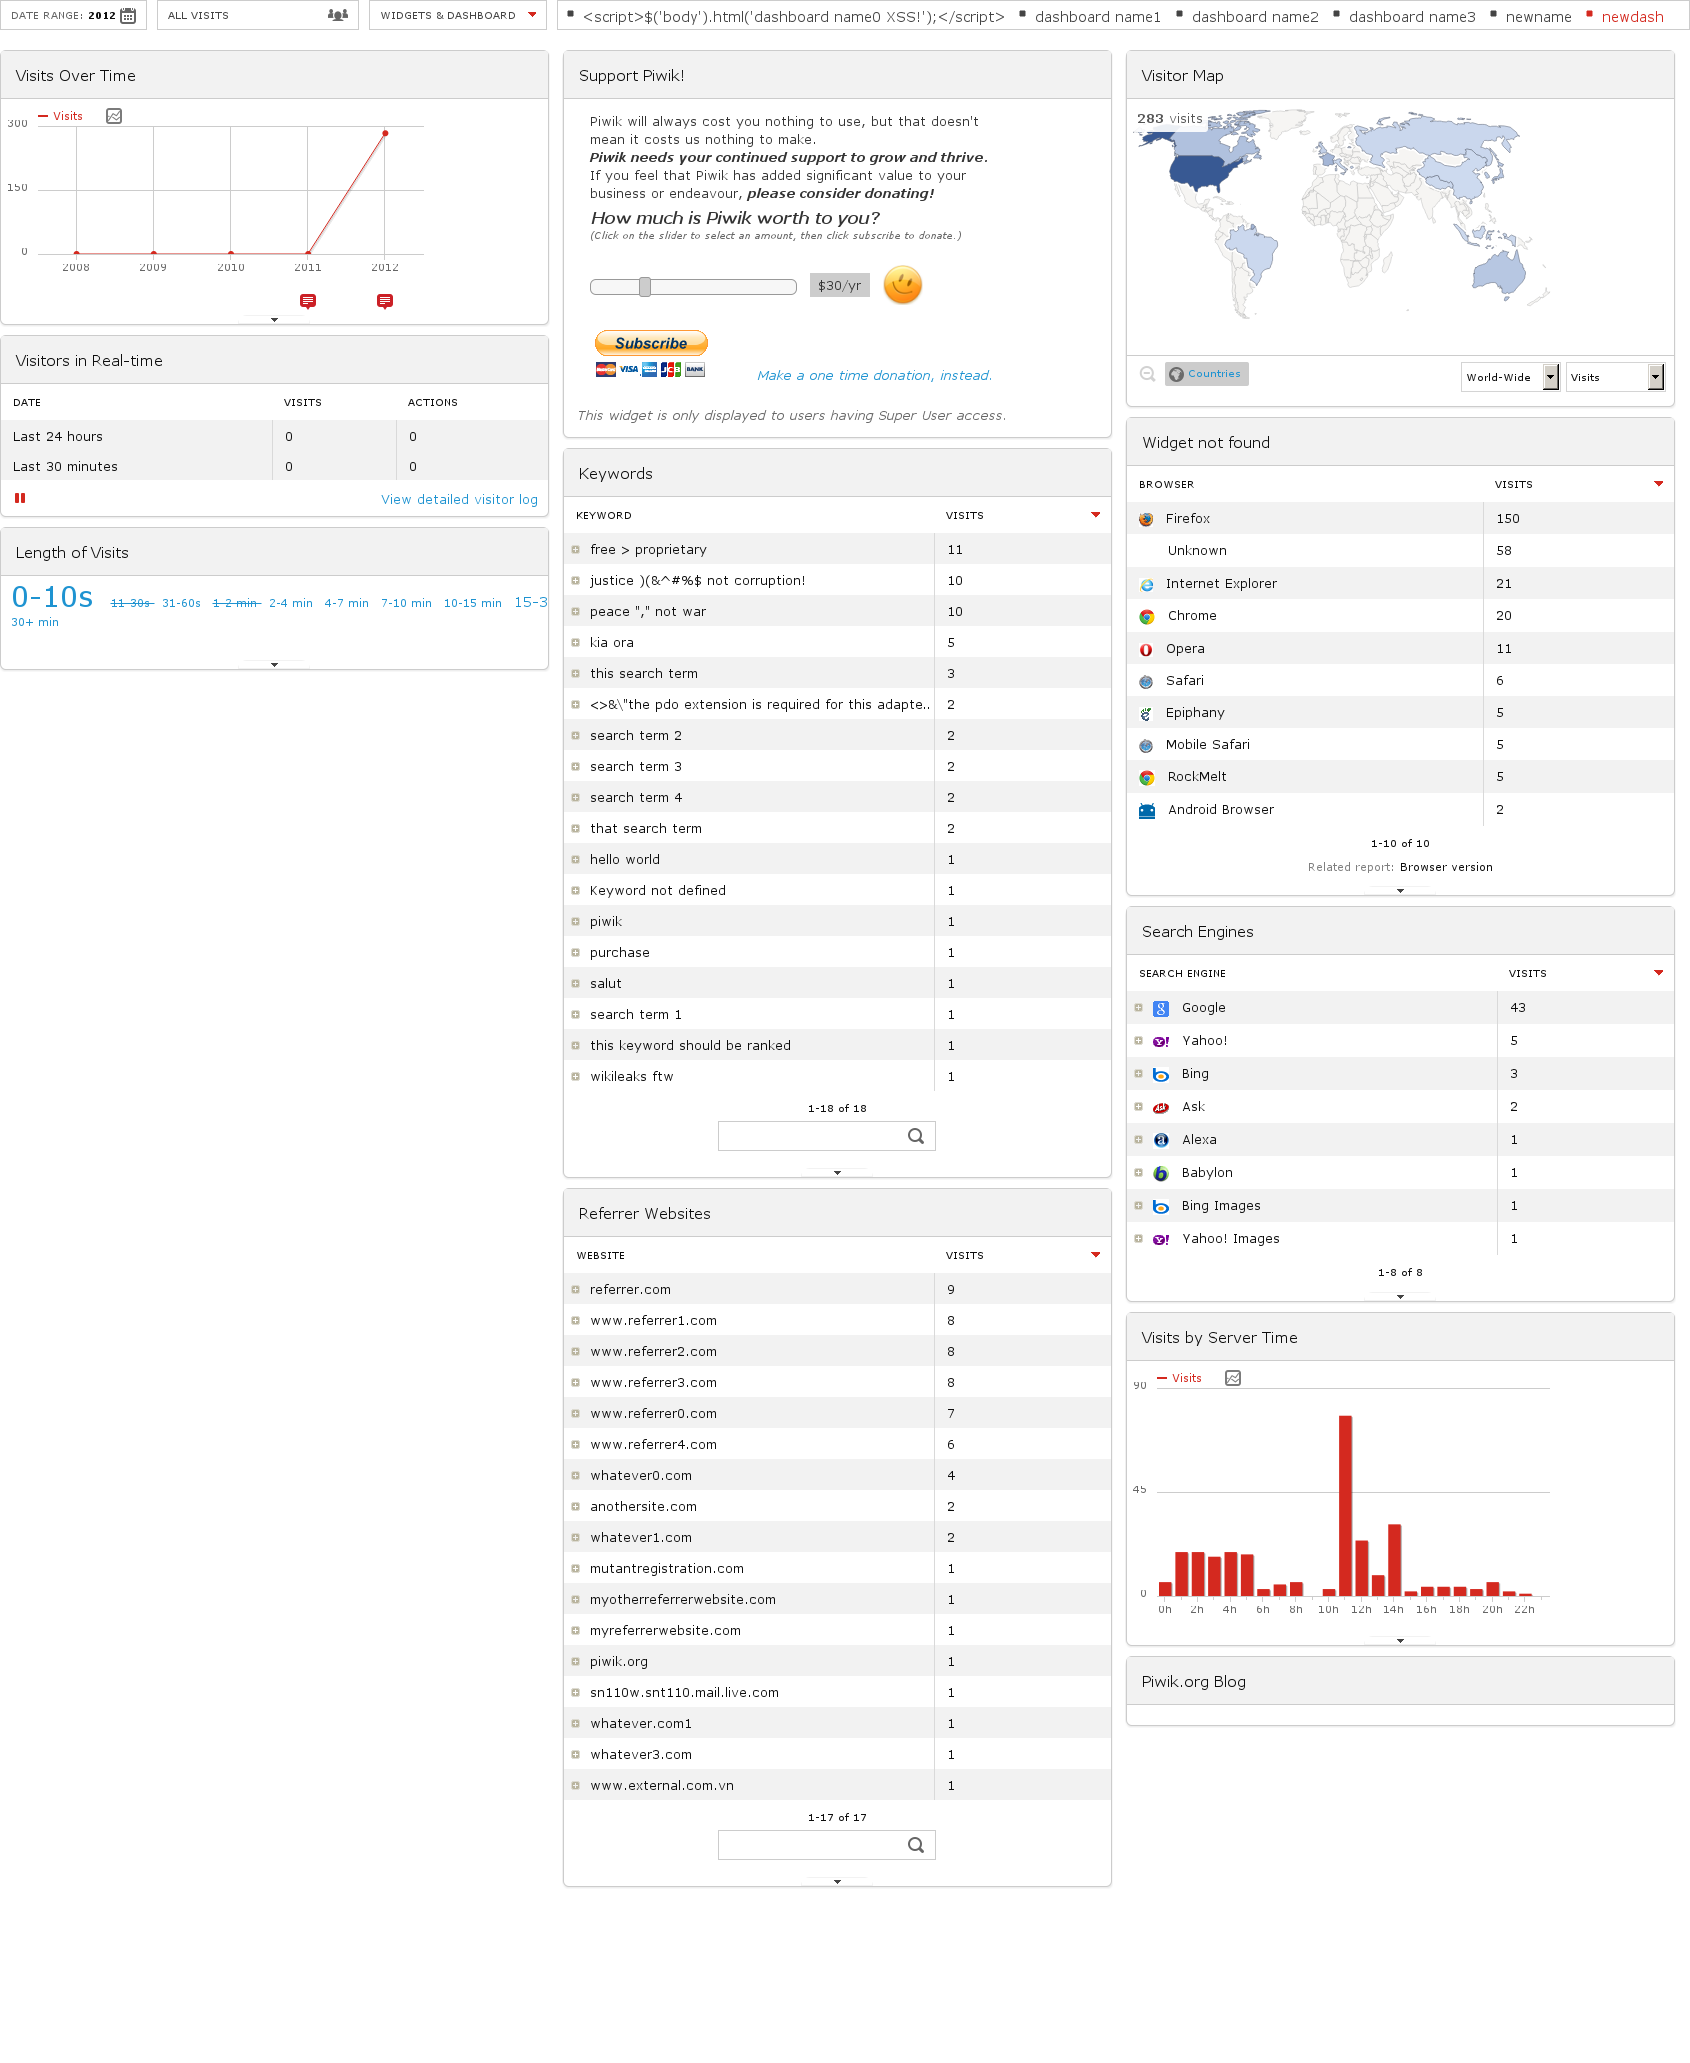 DATE RANGE: 2012
ALL VISITS
WIDGETS & DASHBOARD
<script>$('body').html('dashboard name0 XSS!');</script>
dashboard name1
dashboard name2
dashboard name3
newname
newdash
Visits Over Time
Visits
300
150
0
2008 2009 2010 2011 2012
Visitors in Real-time
DATE VISITS ACTIONS
Last 24 hours 0 0
Last 30 minutes 0 0
View detailed visitor log
Length of Visits
0-10s 11-30s 31-60s 1-2 min 2-4 min 4-7 min 7-10 min 10-15 min 15-3
30+ min
Support Piwik!
Piwik will always cost you nothing to use, but that doesn't
mean it costs us nothing to make.
Piwik needs your continued support to grow and thrive.
If you feel that Piwik has added significant value to your
business or endeavour, please consider donating!
How much is Piwik worth to you?
(Click on the slider to select an amount, then click subscribe to donate.)
$30/yr
Subscribe
VISA JCB BANK
Make a one time donation, instead.
This widget is only displayed to users having Super User access.
Keywords
KEYWORD VISITS
free > proprietary 11
justice )(&^#%$ not corruption! 10
peace "," not war 10
kia ora 5
this search term 3
<>&\"the pdo extension is required for this adapte.. 2
search term 2 2
search term 3 2
search term 4 2
that search term 2
hello world 1
Keyword not defined 1
piwik 1
purchase 1
salut 1
search term 1 1
this keyword should be ranked 1
wikileaks ftw 1
1-18 of 18
Referrer Websites
WEBSITE VISITS
referrer.com 9
www.referrer1.com 8
www.referrer2.com 8
www.referrer3.com 8
www.referrer0.com 7
www.referrer4.com 6
whatever0.com 4
anothersite.com 2
whatever1.com 2
mutantregistration.com 1
myotherreferrerwebsite.com 1
myreferrerwebsite.com 1
piwik.org 1
sn110w.snt110.mail.live.com 1
whatever.com1 1
whatever3.com 1
www.external.com.vn 1
1-17 of 17
Visitor Map
283 visits
Countries
World-Wide
Visits
Widget not found
BROWSER VISITS
Firefox 150
Unknown 58
Internet Explorer 21
Chrome 20
Opera 11
Safari 6
Epiphany 5
Mobile Safari 5
RockMelt 5
Android Browser 2
1-10 of 10
Related report: Browser version
Search Engines
SEARCH ENGINE VISITS
Google 43
Yahoo! 5
Bing 3
Ask 2
Alexa 1
Babylon 1
Bing Images 1
Yahoo! Images 1
1-8 of 8
Visits by Server Time
Visits
90
45
0
0h 2h 4h 6h 8h 10h 12h 14h 16h 18h 20h 22h
Piwik.org Blog